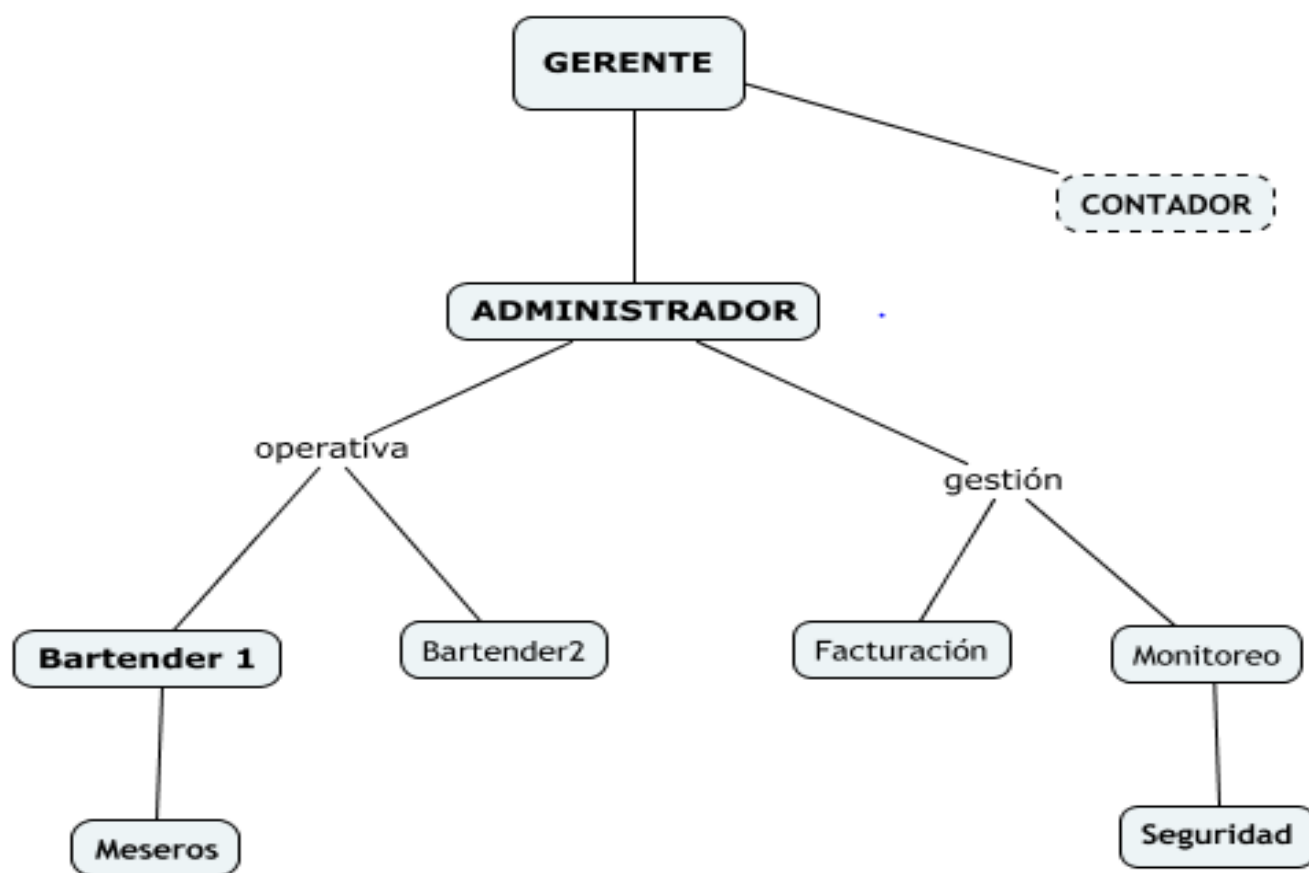 GERENTE
CONTADOR
ADMINISTRADOR
operativa
gestión
Bartender 1
Bartender2
Facturación
Monitoreo
Meseros
Seguridad